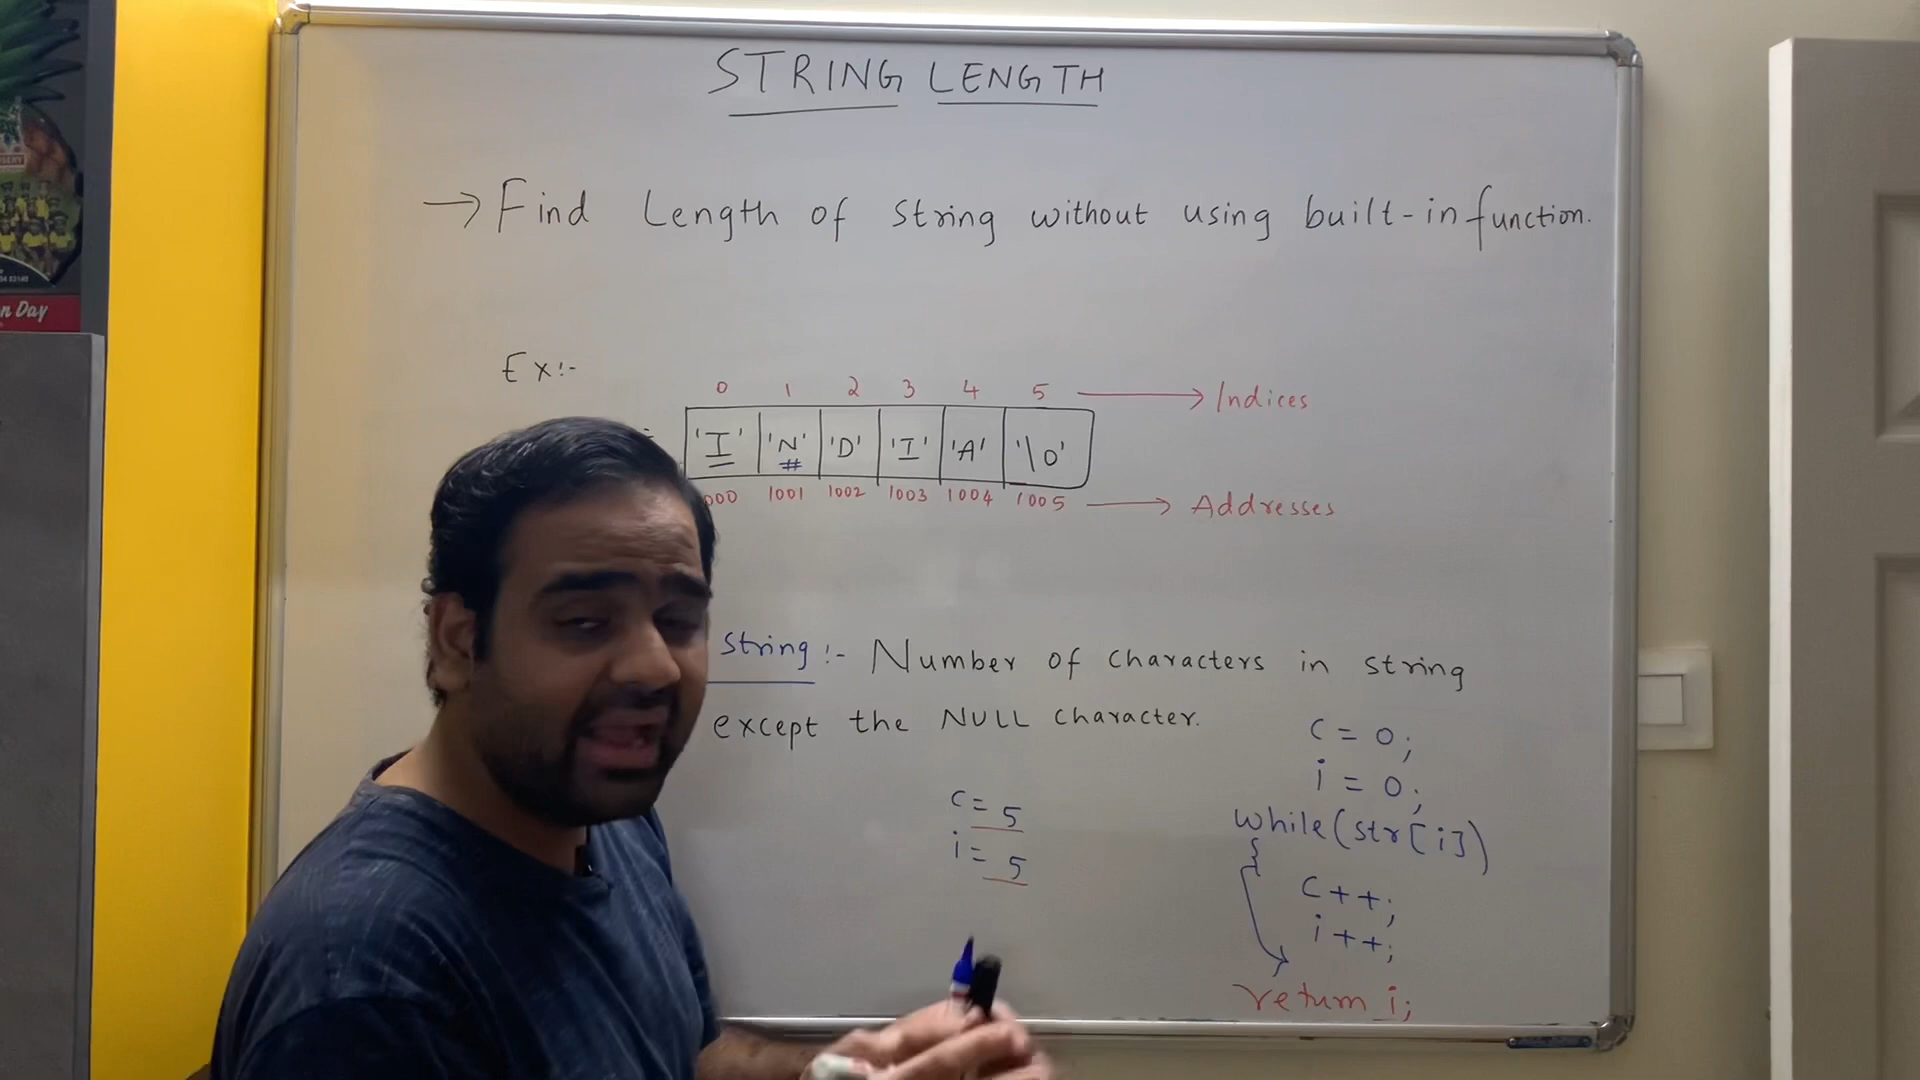 STRING LENGTH
→ Find Length of string without using built-in function.
Ex:-
0 1 2 3 4 5 → Indices
'I' 'N' 'D' 'I' 'A' '\0'
#
000 1001 1002 1003 1004 1005 → Addresses
string :- Number of characters in string
except the NULL character.
c = 5
i = 5
c = 0;
i = 0;
while(str[i])
{
c++;
i++;
return i;
n Day